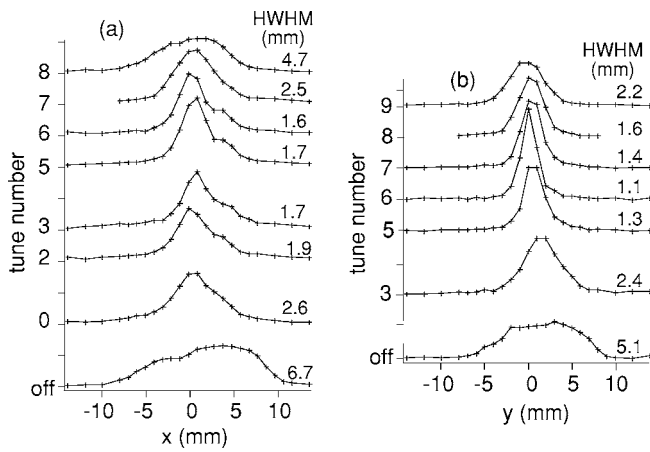 (a)
HWHM
(mm)
4.7
2.5
1.6
1.7
1.7
1.9
2.6
6.7
8
7
6
5
3
2
0
off
tune number
-10 -5 0 5 10
x (mm)
(b)
HWHM
(mm)
2.2
1.6
1.4
1.1
1.3
2.4
5.1
9
8
7
6
5
3
off
tune number
-10 -5 0 5 10
y (mm)